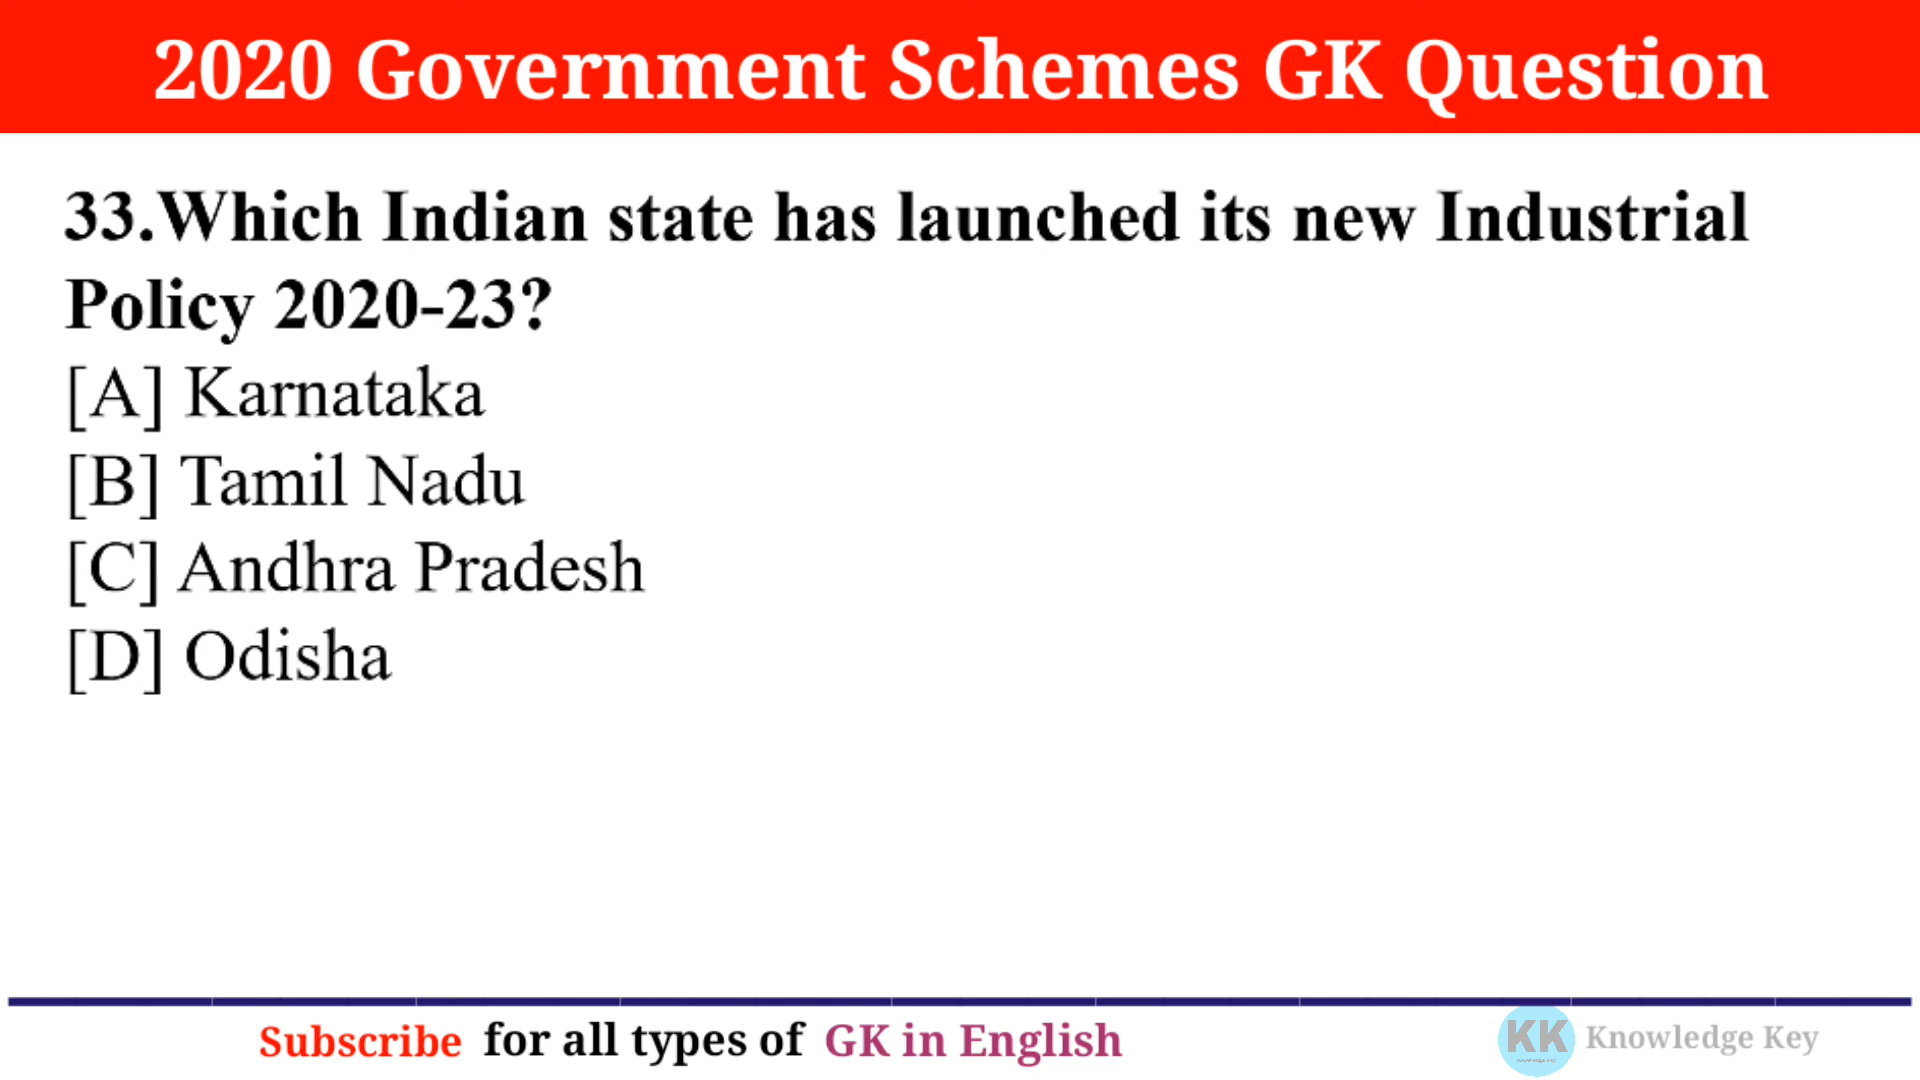 2020 Government Schemes GK Question
33.Which Indian state has launched its new Industrial
Policy 2020-23?
[A] Karnataka
[B] Tamil Nadu
[C] Andhra Pradesh
[D] Odisha
Subscribe for all types of GK in English
KK Knowledge Key